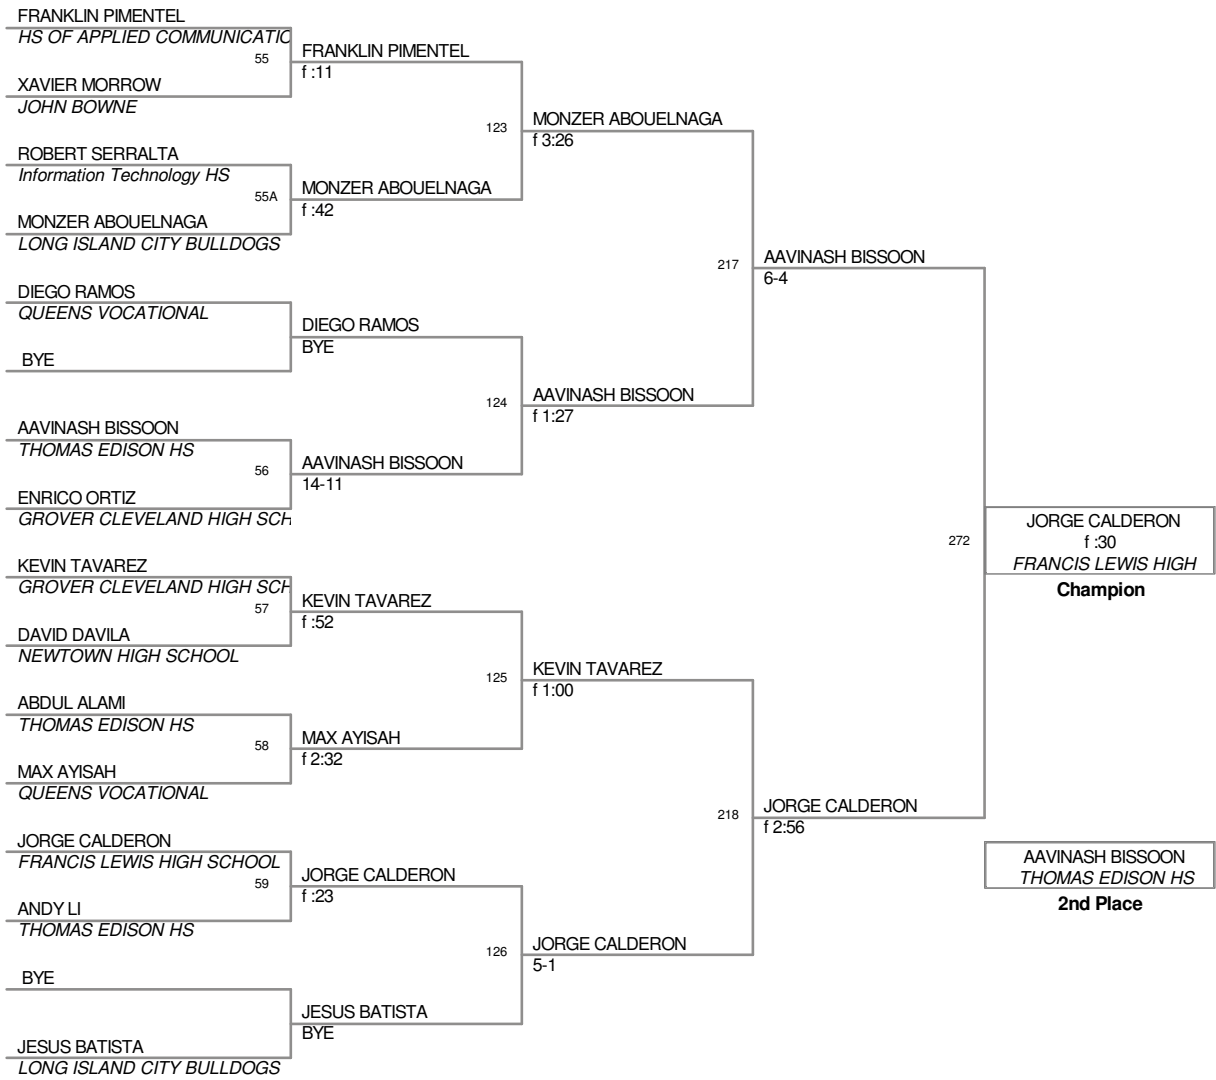 FRANKLIN PIMENTEL
HS OF APPLIED COMMUNICATIO
55
XAVIER MORROW
JOHN BOWNE
ROBERT SERRALTA
Information Technology HS
55A
MONZER ABOUELNAGA
LONG ISLAND CITY BULLDOGS
DIEGO RAMOS
QUEENS VOCATIONAL
BYE
AAVINASH BISSOON
THOMAS EDISON HS
56
ENRICO ORTIZ
GROVER CLEVELAND HIGH SCH
KEVIN TAVAREZ
GROVER CLEVELAND HIGH SCH
57
DAVID DAVILA
NEWTOWN HIGH SCHOOL
ABDUL ALAMI
THOMAS EDISON HS
58
MAX AYISAH
QUEENS VOCATIONAL
JORGE CALDERON
FRANCIS LEWIS HIGH SCHOOL
59
ANDY LI
THOMAS EDISON HS
BYE
JESUS BATISTA
LONG ISLAND CITY BULLDOGS
FRANKLIN PIMENTEL
f :11
123
MONZER ABOUELNAGA
f :42
DIEGO RAMOS
BYE
124
AAVINASH BISSOON
14-11
KEVIN TAVAREZ
f :52
125
MAX AYISAH
f 2:32
JORGE CALDERON
f :23
126
JESUS BATISTA
BYE
MONZER ABOUELNAGA
f 3:26
217
AAVINASH BISSOON
f 1:27
KEVIN TAVAREZ
f 1:00
218
JORGE CALDERON
5-1
AAVINASH BISSOON
6-4
272
JORGE CALDERON
f 2:56
JORGE CALDERON
f :30
FRANCIS LEWIS HIGH
Champion
AAVINASH BISSOON
THOMAS EDISON HS
2nd Place